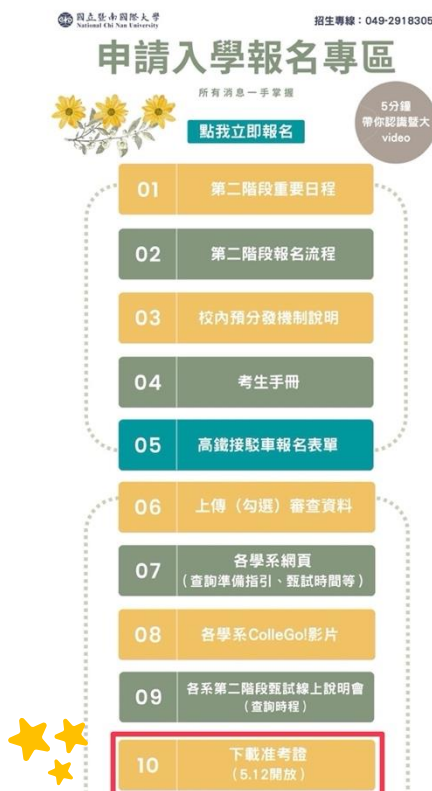 國立暨南國際大學
National Chi Nan University
招生專線：049-2918305
申請入學報名專區
所有消息一手掌握
點我立即報名
5分鐘
帶你認識暨大
video
01 第二階段重要日程
02 第二階段報名流程
03 校內預分發機制說明
04 考生手冊
05 高鐵接駁車報名表單
06 上傳（勾選）審查資料
07 各學系網頁
（查詢準備指引、甄試時間等）
08 各學系ColleGo!影片
09 各系第二階段甄試線上說明會
（查詢時程）
10 下載准考證
（5.12開放）